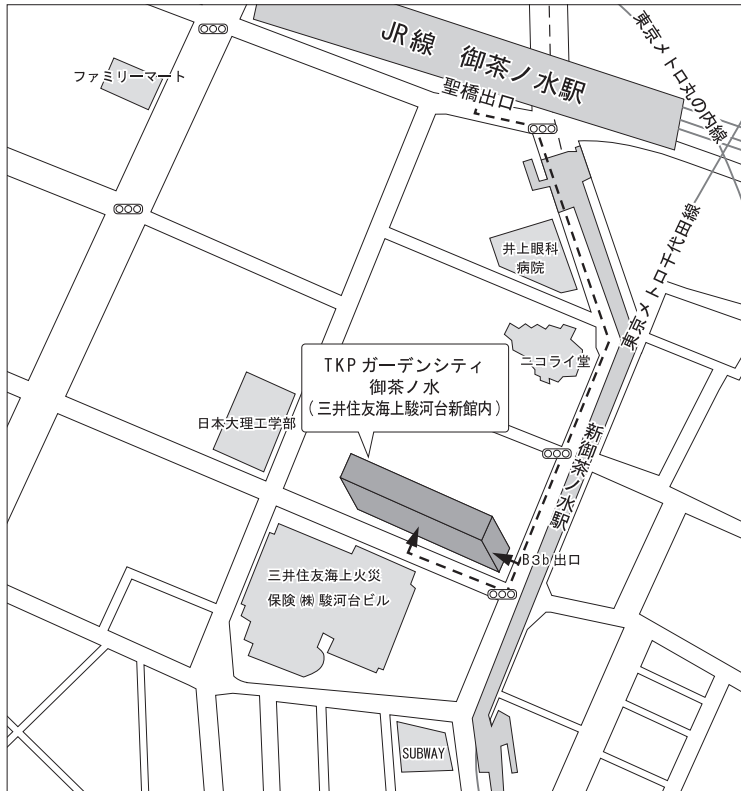 JR線 御茶ノ水駅
聖橋出口
東京メトロ丸の内線
ファミリーマート
東京メトロ千代田線
井上眼科
病院
ニコライ堂
TKP ガーデンシティ
御茶ノ水
(三井住友海上駿河台新館内)
日本大理工学部
新御茶ノ水駅
B3b出口
三井住友海上火災
保険㈱駿河台ビル
SUBWAY